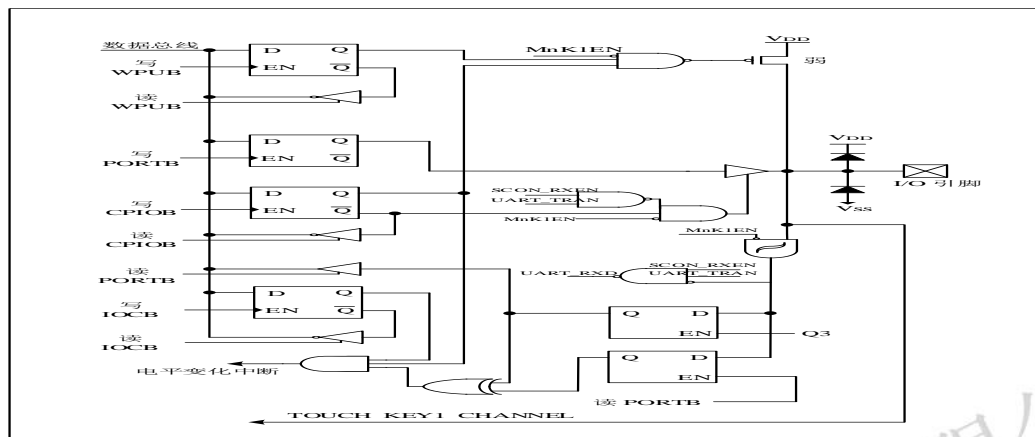 数据总线
写
WPUB
D Q
EN Q
MnK1EN
VDD
弱
读
WPUB
写
PORTB
D Q
EN Q
VDD
I/O 引脚
VSS
写
CPIOB
D Q
EN Q
SCON_RXEN
UART_TRAN
MnK1EN
读
CPIOB
MnK1EN
读
PORTB
SCON_RXEN
UART_RXD
UART_TRAN
写
IOCB
D Q
EN Q
Q D
EN
Q3
读
IOCB
Q D
EN
电平变化中断
读 PORTB
TOUCH KEY1 CHANNEL